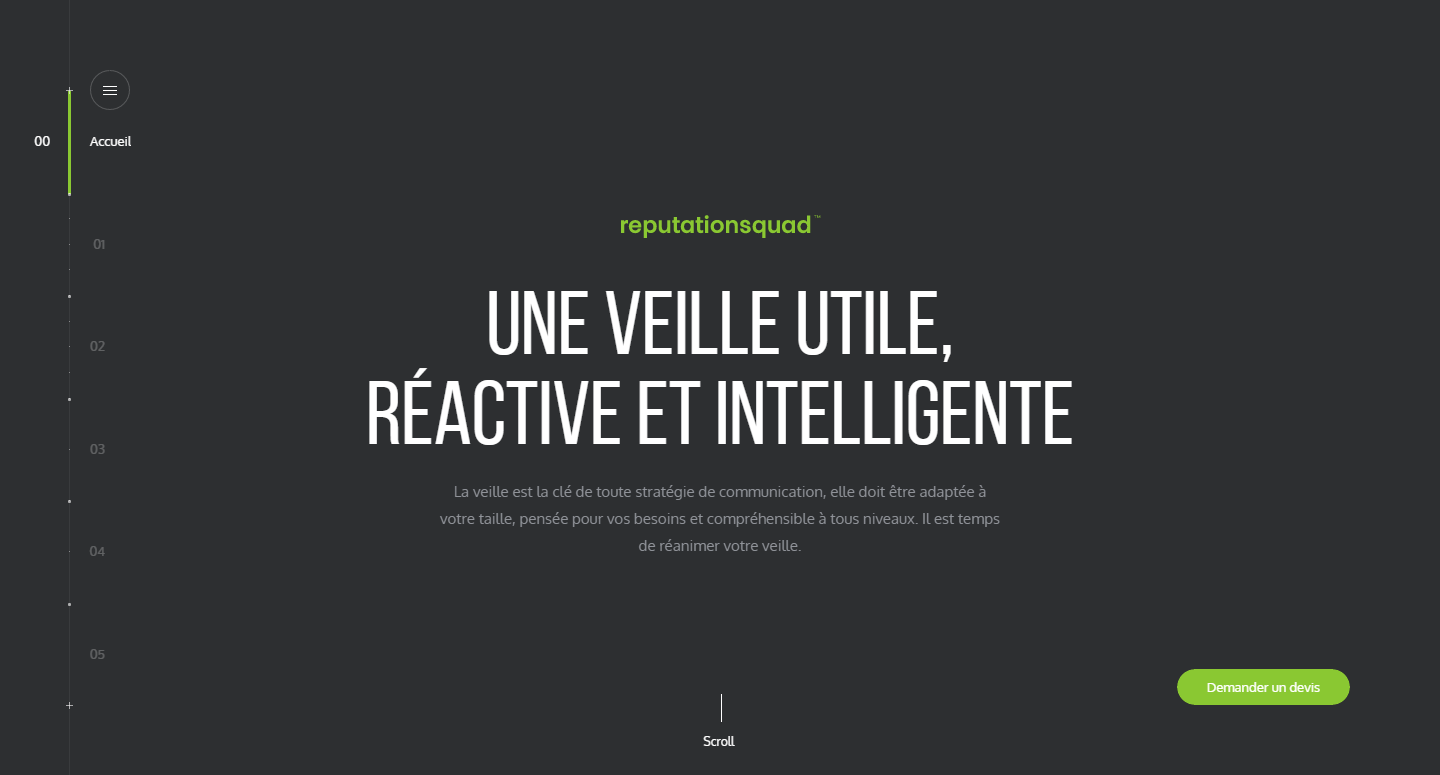 00
Accueil
01
02
03
04
05
reputationsquad™
UNE VEILLE UTILE,
RÉACTIVE ET INTELLIGENTE
La veille est la clé de toute stratégie de communication, elle doit être adaptée à
votre taille, pensée pour vos besoins et compréhensible à tous niveaux. Il est temps
de réanimer votre veille.
Demander un devis
Scroll